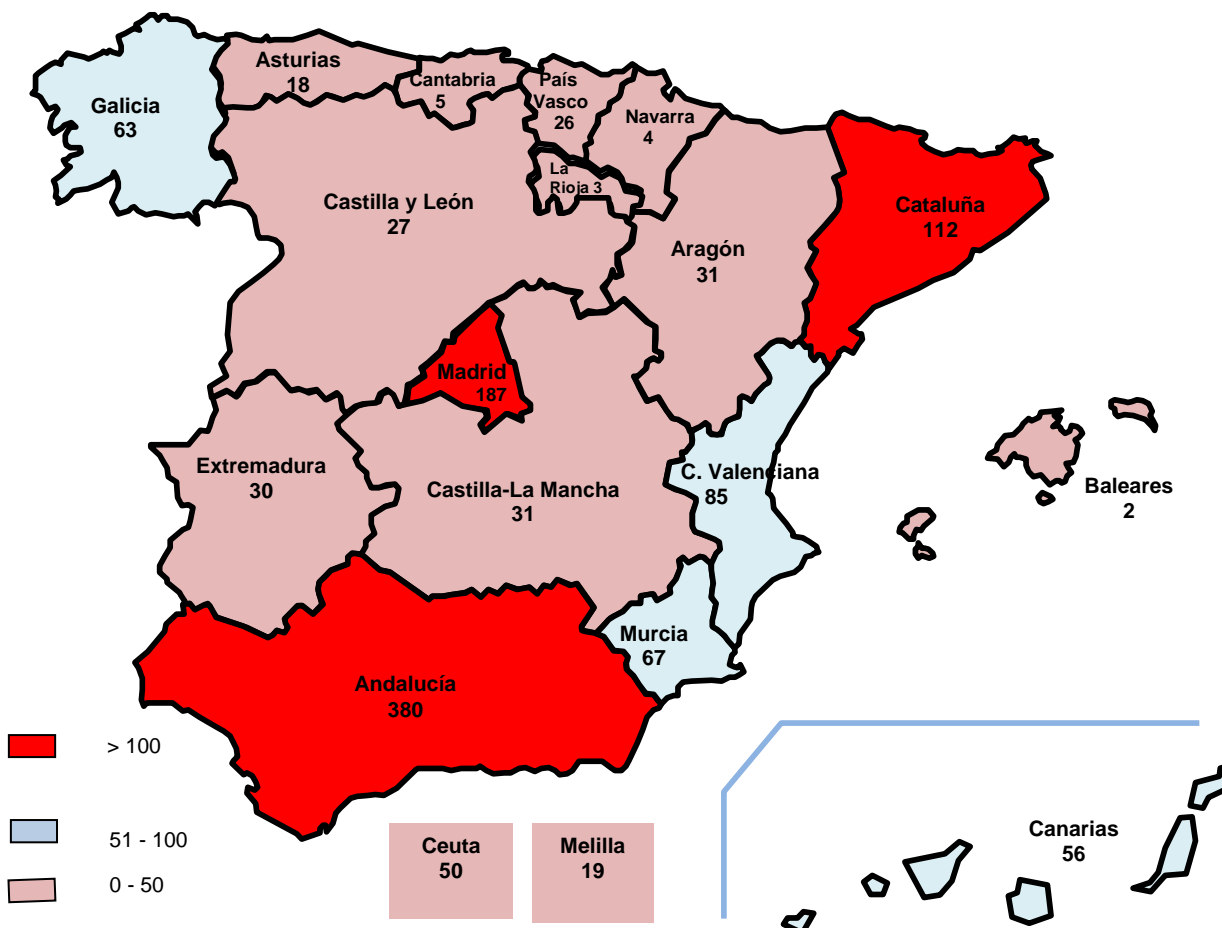 Asturias
18
Cantabria
5
País
Vasco
26
Navarra
4
Galicia
63
La
Rioja 3
Castilla y León
27
Cataluña
112
Aragón
31
Madrid
187
Extremadura
30
Castilla-La Mancha
31
C. Valenciana
85
Baleares
2
Murcia
67
Andalucía
380
> 100
51 - 100
0 - 50
Ceuta
50
Melilla
19
Canarias
56